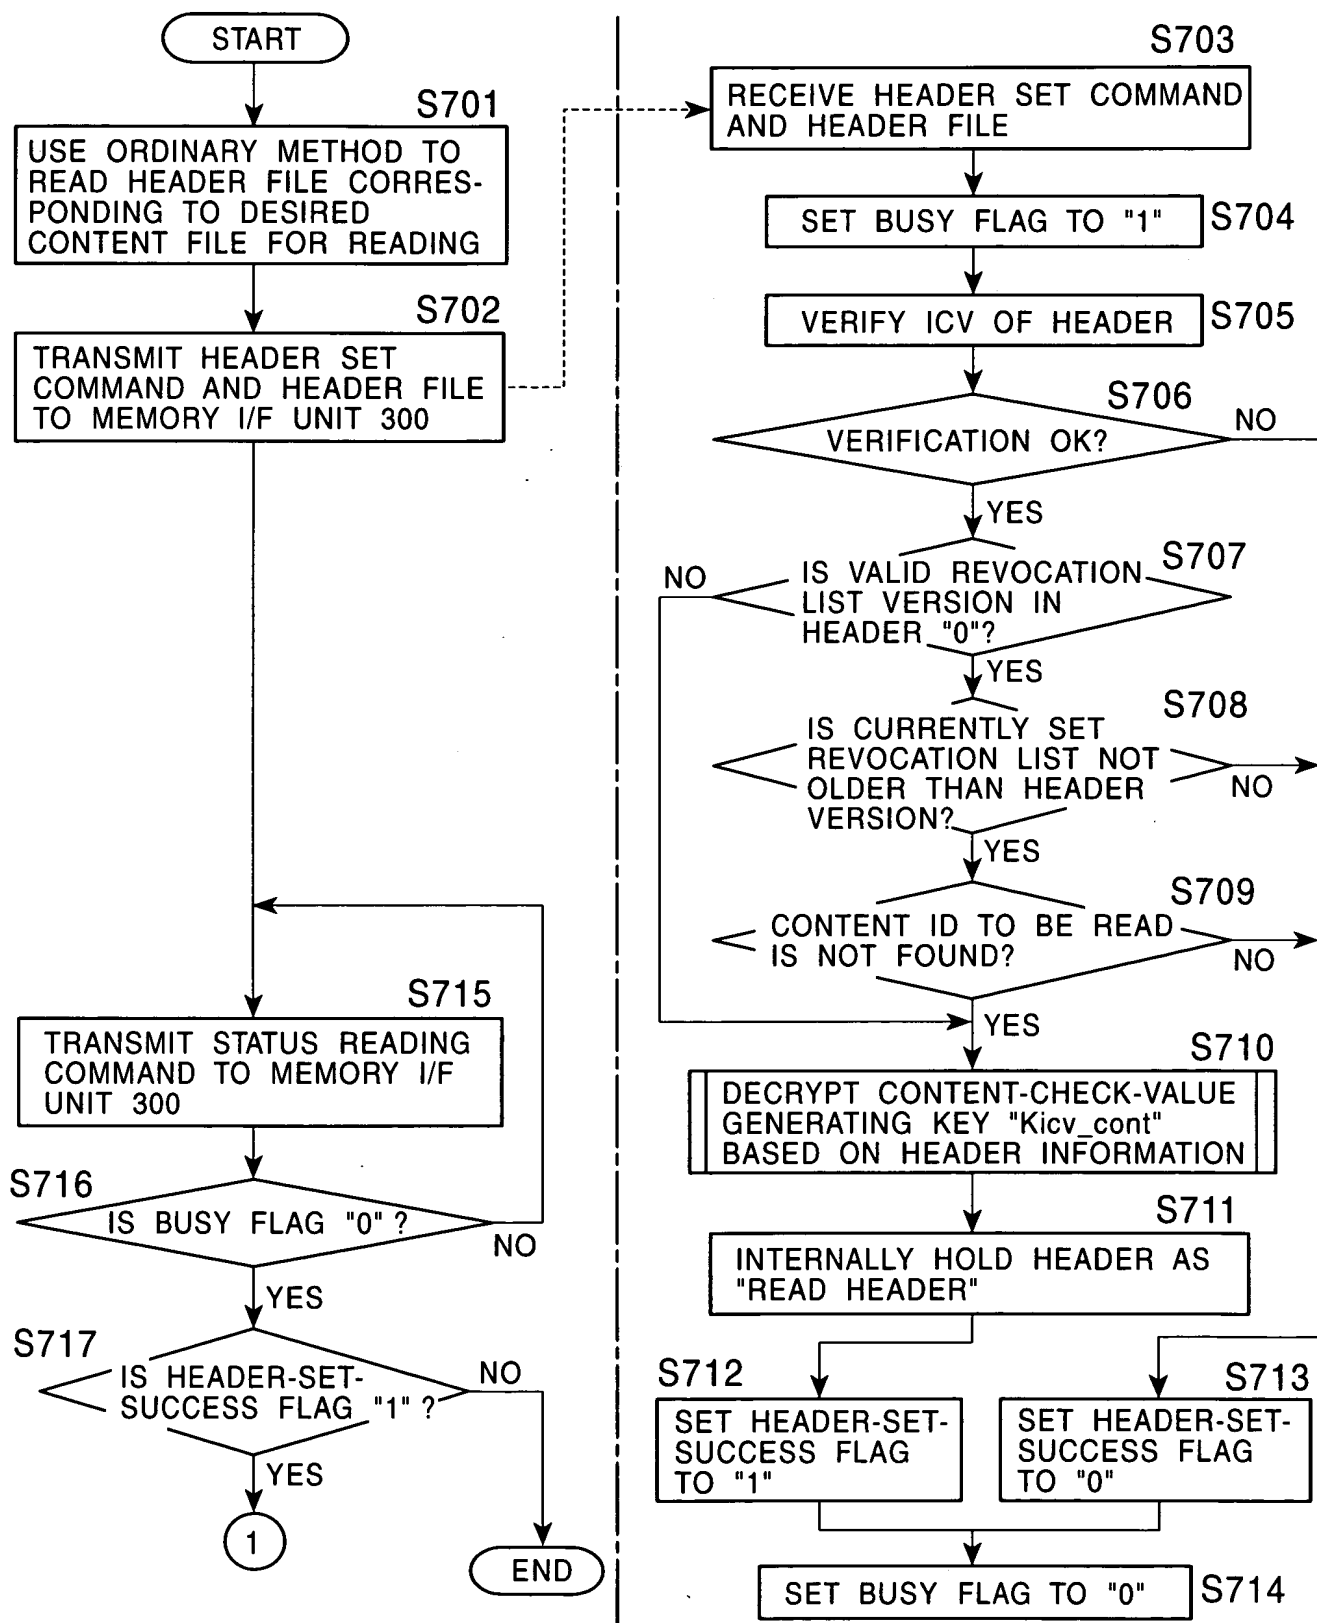 START
S701
USE ORDINARY METHOD TO
READ HEADER FILE CORRES-
PONDING TO DESIRED
CONTENT FILE FOR READING
S702
TRANSMIT HEADER SET
COMMAND AND HEADER FILE
TO MEMORY I/F UNIT 300
S715
TRANSMIT STATUS READING
COMMAND TO MEMORY I/F
UNIT 300
S716
IS BUSY FLAG "0" ?
NO
YES
S717
IS HEADER-SET-
SUCCESS FLAG "1" ?
NO
YES
1
END
S703
RECEIVE HEADER SET COMMAND
AND HEADER FILE
SET BUSY FLAG TO "1"
S704
VERIFY ICV OF HEADER
S705
S706
VERIFICATION OK?
NO
YES
S707
NO
IS VALID REVOCATION
LIST VERSION IN
HEADER "0"?
YES
S708
IS CURRENTLY SET
REVOCATION LIST NOT
OLDER THAN HEADER
VERSION?
NO
YES
S709
CONTENT ID TO BE READ
IS NOT FOUND?
NO
YES
S710
DECRYPT CONTENT-CHECK-VALUE
GENERATING KEY "Kicv_cont"
BASED ON HEADER INFORMATION
S711
INTERNALLY HOLD HEADER AS
"READ HEADER"
S712
SET HEADER-SET-
SUCCESS FLAG
TO "1"
S713
SET HEADER-SET-
SUCCESS FLAG
TO "0"
SET BUSY FLAG TO "0"
S714